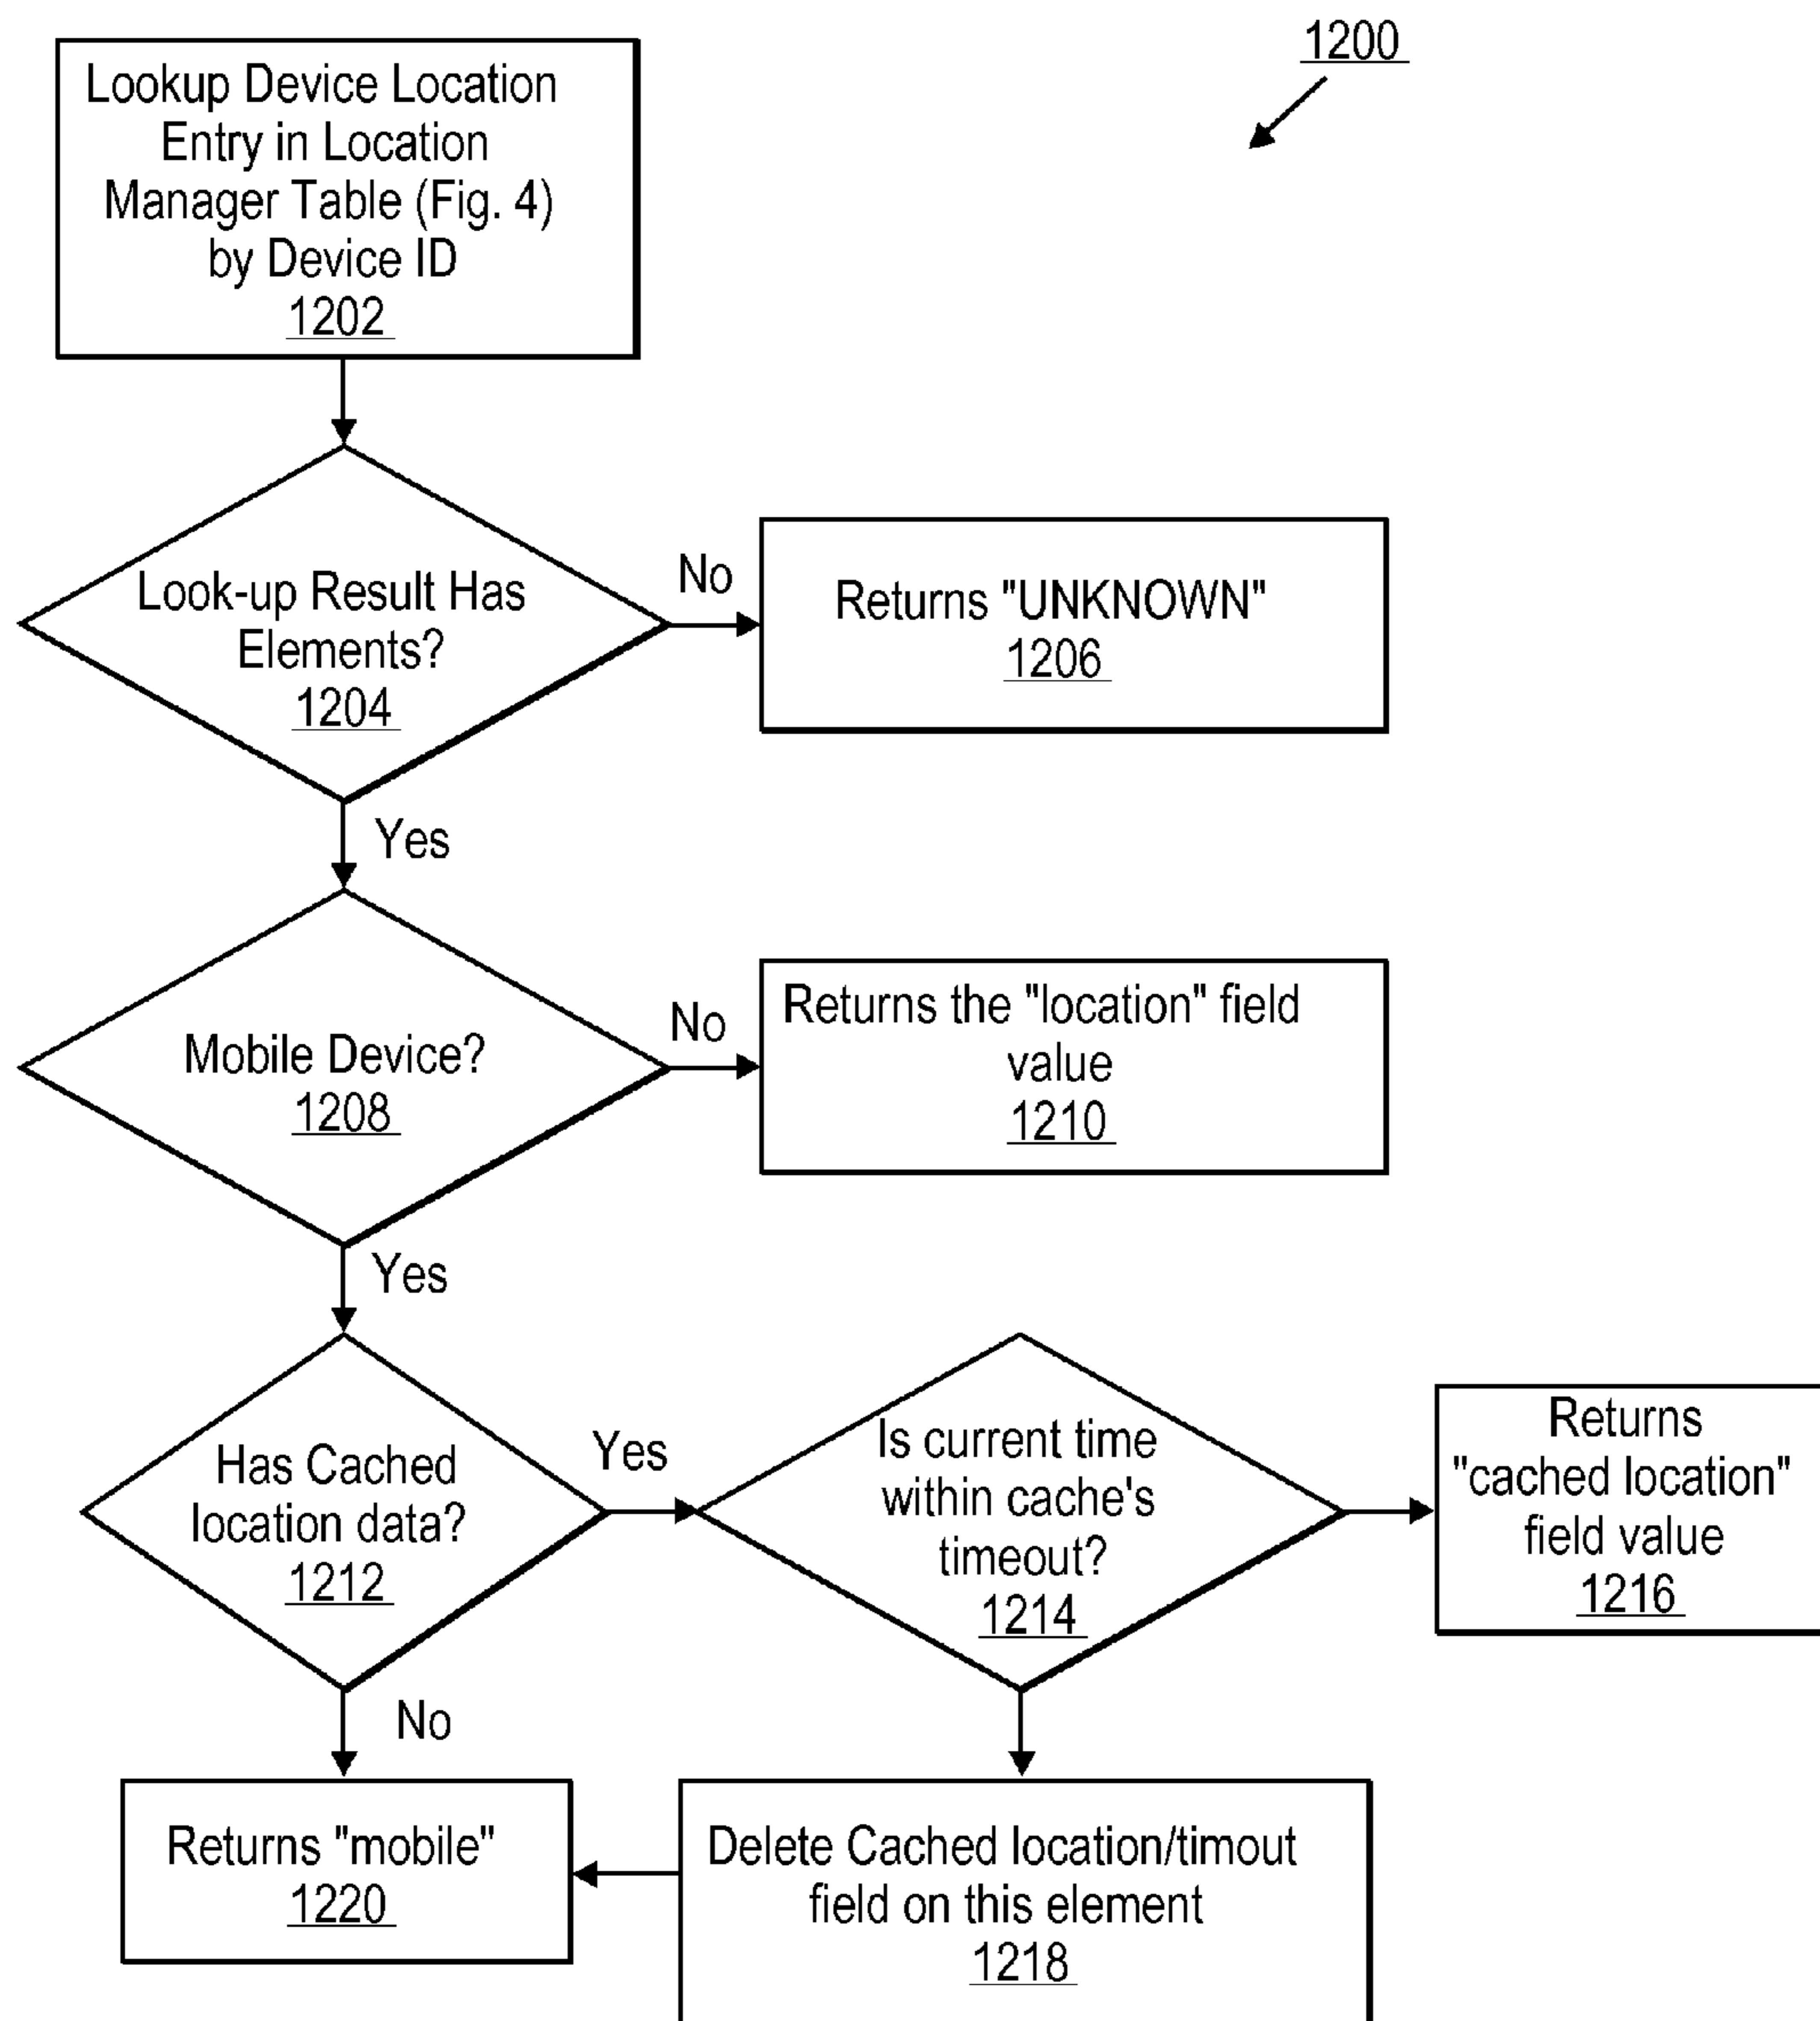 1200
Lookup Device Location
Entry in Location
Manager Table (Fig. 4)
by Device ID
1202
Look-up Result Has
Elements?
1204
No
Returns "UNKNOWN"
1206
Yes
Mobile Device?
1208
No
Returns the "location" field
value
1210
Yes
Has Cached
location data?
1212
Yes
Is current time
within cache's
timeout?
1214
Returns
"cached location"
field value
1216
No
Returns "mobile"
1220
Delete Cached location/timout
field on this element
1218